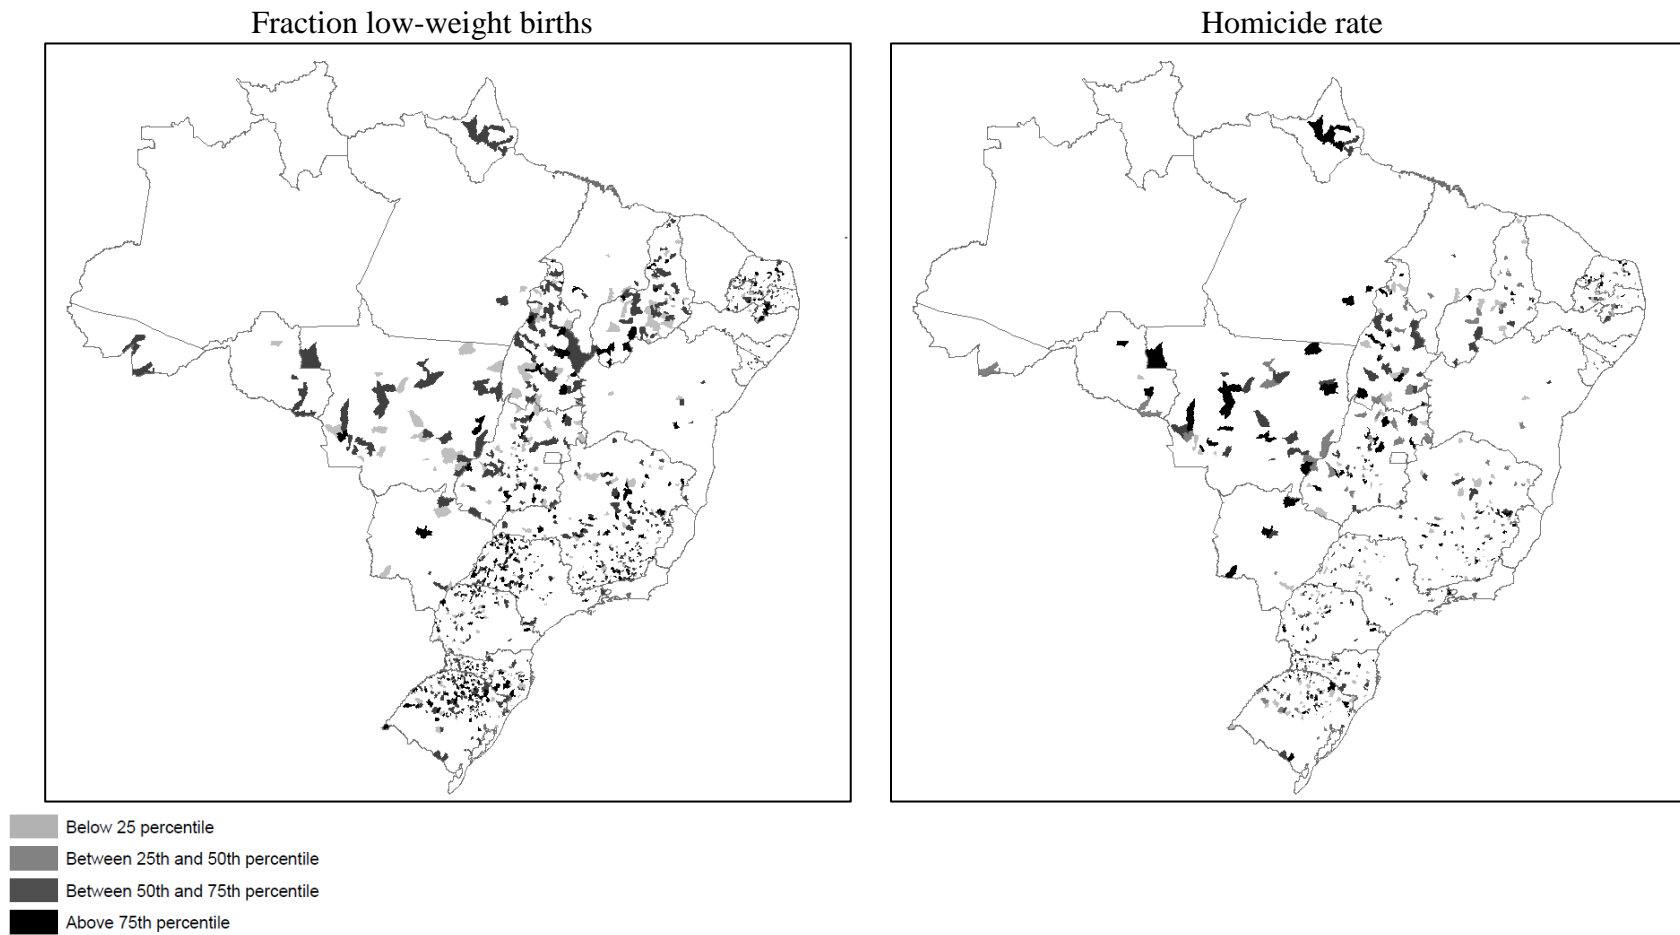 Fraction low-weight births
Homicide rate
Below 25 percentile
Between 25th and 50th percentile
Between 50th and 75th percentile
Above 75th percentile